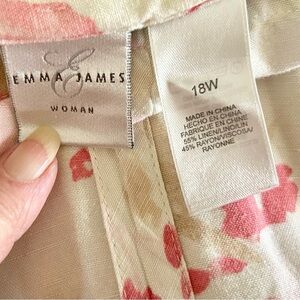 E
EMMA JAMES
WOMAN
18W
MADE IN CHINA
HECHO EN CHINA
FABRIQUE EN CHINE
55% LINEN/LINO/LIN
45% RAYON/VISCOSA/
RAYONNE